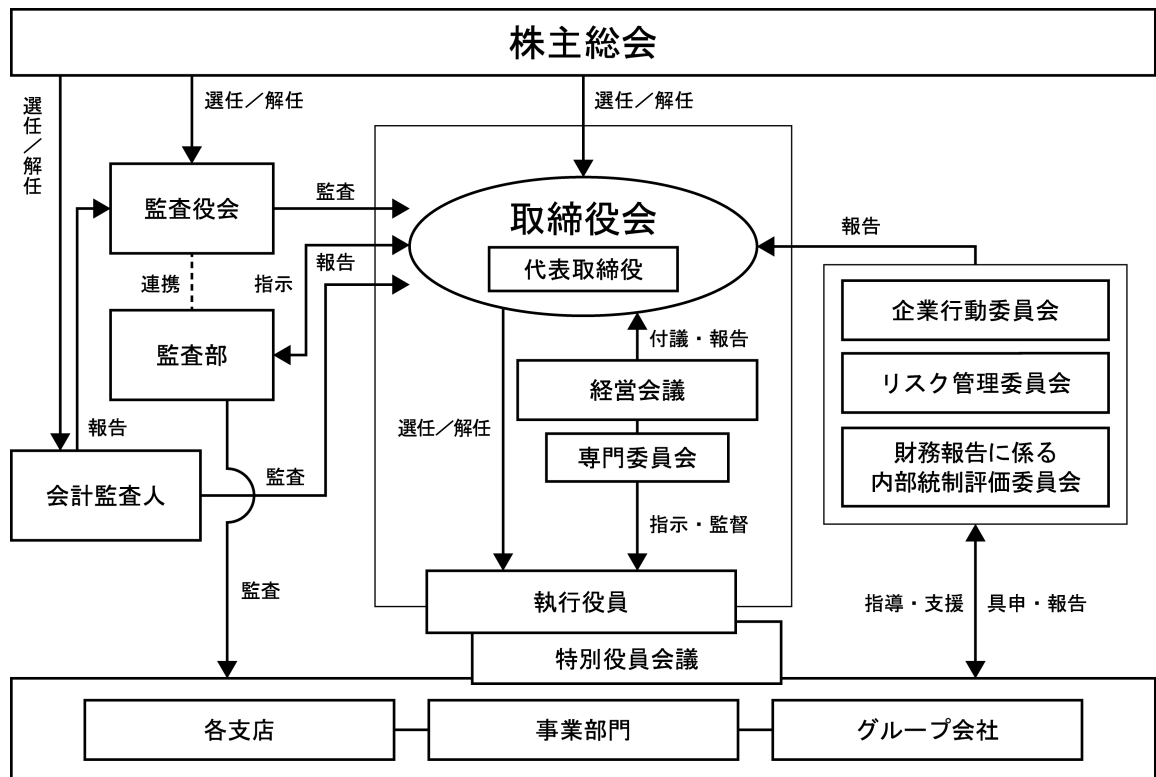 株主総会
選任／解任
選任／解任
選任／解任
監査役会
監査
取締役会
代表取締役
報告
連携
指示
報告
監査部
付議・報告
企業行動委員会
経営会議
リスク管理委員会
報告
選任／解任
専門委員会
財務報告に係る
内部統制評価委員会
会計監査人
監査
指示・監督
監査
執行役員
指導・支援
具申・報告
特別役員会議
各支店
事業部門
グループ会社